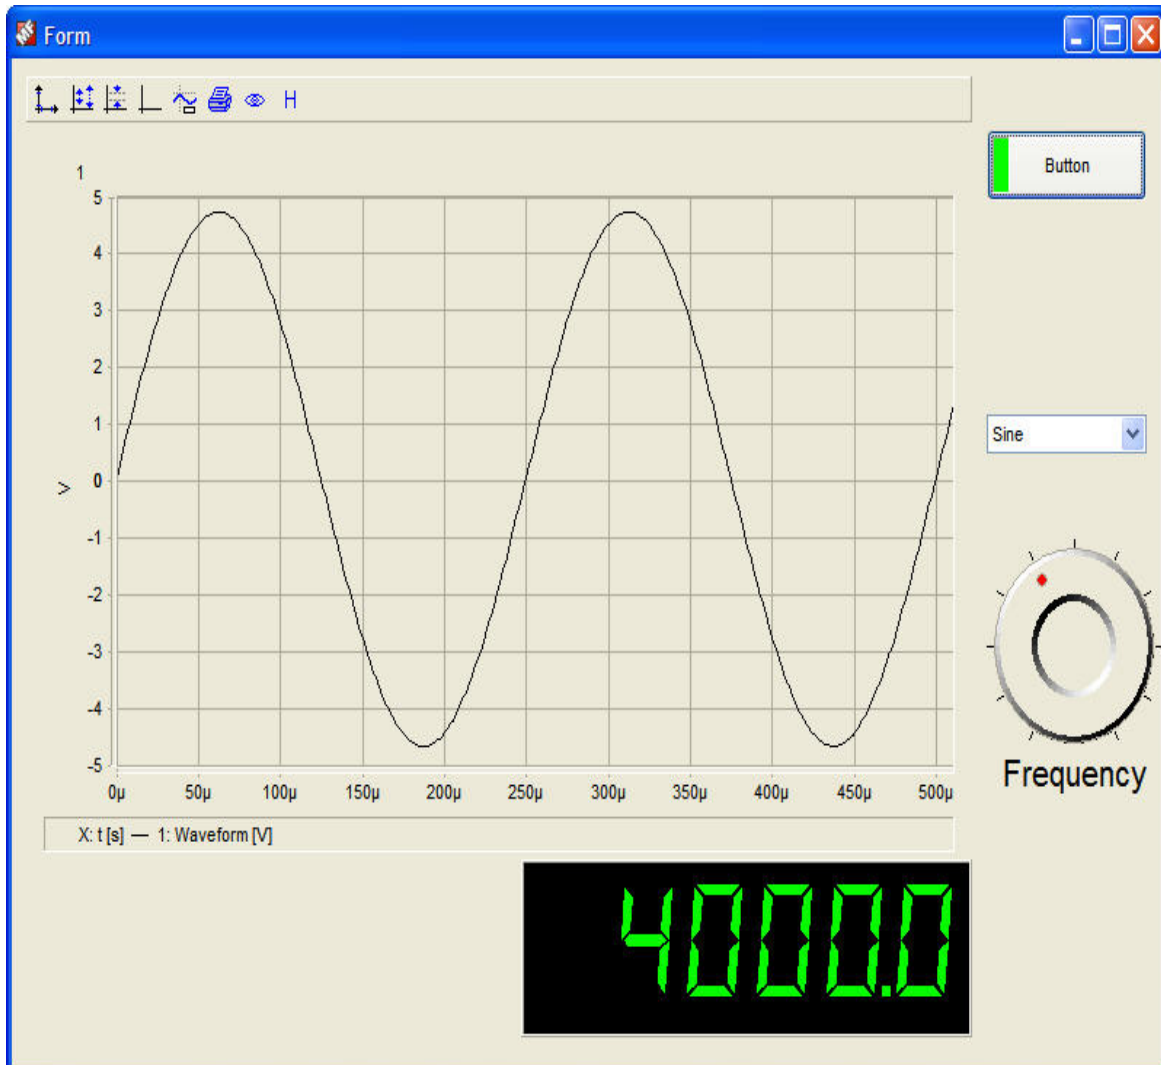 Form
H
Button
1
5
4
3
2
1
0
-1
-2
-3
-4
-5
V
0µ 50µ 100µ 150µ 200µ 250µ 300µ 350µ 400µ 450µ 500µ
Sine
Frequency
X: t [s] — 1: Waveform [V]
4000.0